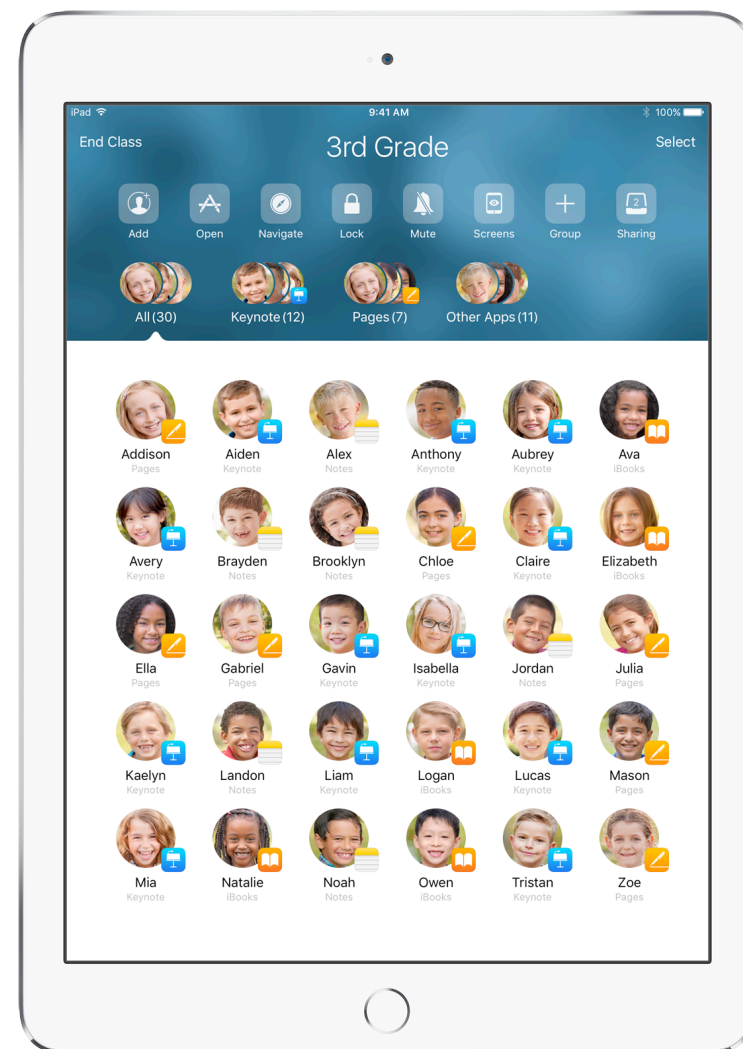 iPad 9:41 AM 100%
End Class 3rd Grade Select
2
Add Open Navigate Lock Mute Screens Group Sharing
All (30) Keynote (12) Pages (7) Other Apps (11)
Addison Aiden Alex Anthony Aubrey Ava
Pages Keynote Notes Keynote Keynote iBooks
Avery Brayden Brooklyn Chloe Claire Elizabeth
Keynote Notes Notes Pages Keynote iBooks
Ella Gabriel Gavin Isabella Jordan Julia
Pages Pages Keynote Keynote Notes Pages
Kaelyn Landon Liam Logan Lucas Mason
Keynote Notes Keynote iBooks Keynote Pages
Mia Natalie Noah Owen Tristan Zoe
Keynote iBooks Notes iBooks Keynote Pages